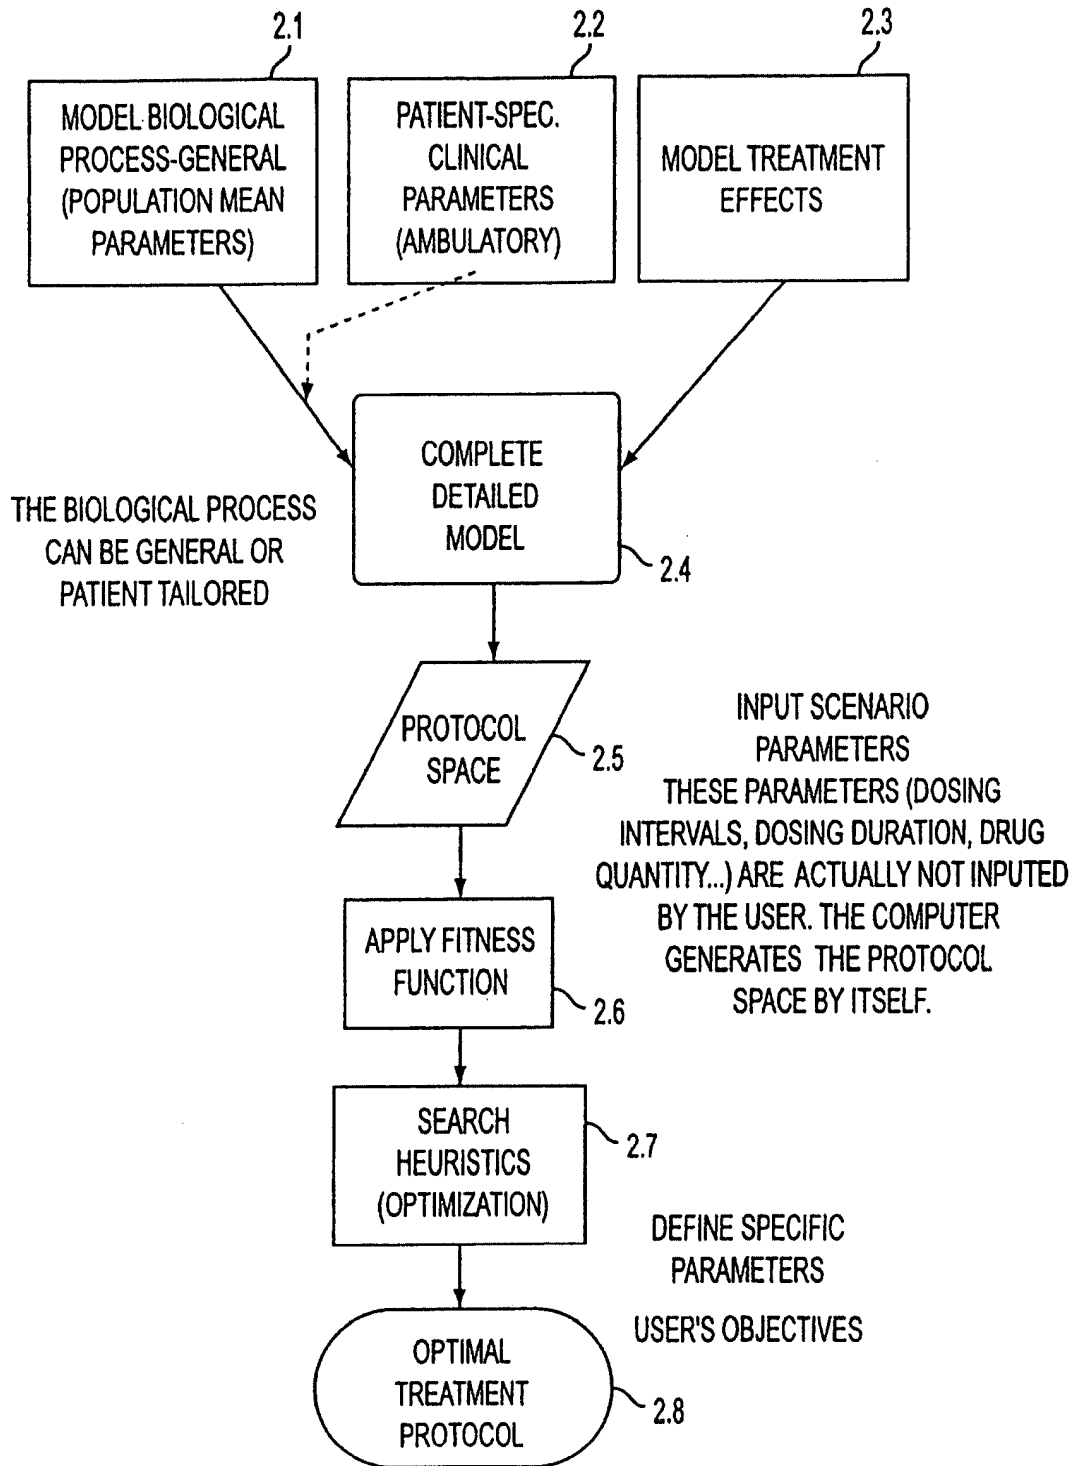 2.1
2.2
2.3
MODEL BIOLOGICAL
PROCESS-GENERAL
(POPULATION MEAN
PARAMETERS)
PATIENT-SPEC.
CLINICAL
PARAMETERS
(AMBULATORY)
MODEL TREATMENT
EFFECTS
COMPLETE
DETAILED
MODEL
2.4
THE BIOLOGICAL PROCESS
CAN BE GENERAL OR
PATIENT TAILORED
PROTOCOL
SPACE
2.5
INPUT SCENARIO
PARAMETERS
THESE PARAMETERS (DOSING
INTERVALS, DOSING DURATION, DRUG
QUANTITY...) ARE ACTUALLY NOT INPUTED
BY THE USER. THE COMPUTER
GENERATES THE PROTOCOL
SPACE BY ITSELF.
APPLY FITNESS
FUNCTION
2.6
SEARCH
HEURISTICS
(OPTIMIZATION)
2.7
DEFINE SPECIFIC
PARAMETERS
USER'S OBJECTIVES
OPTIMAL
TREATMENT
PROTOCOL
2.8